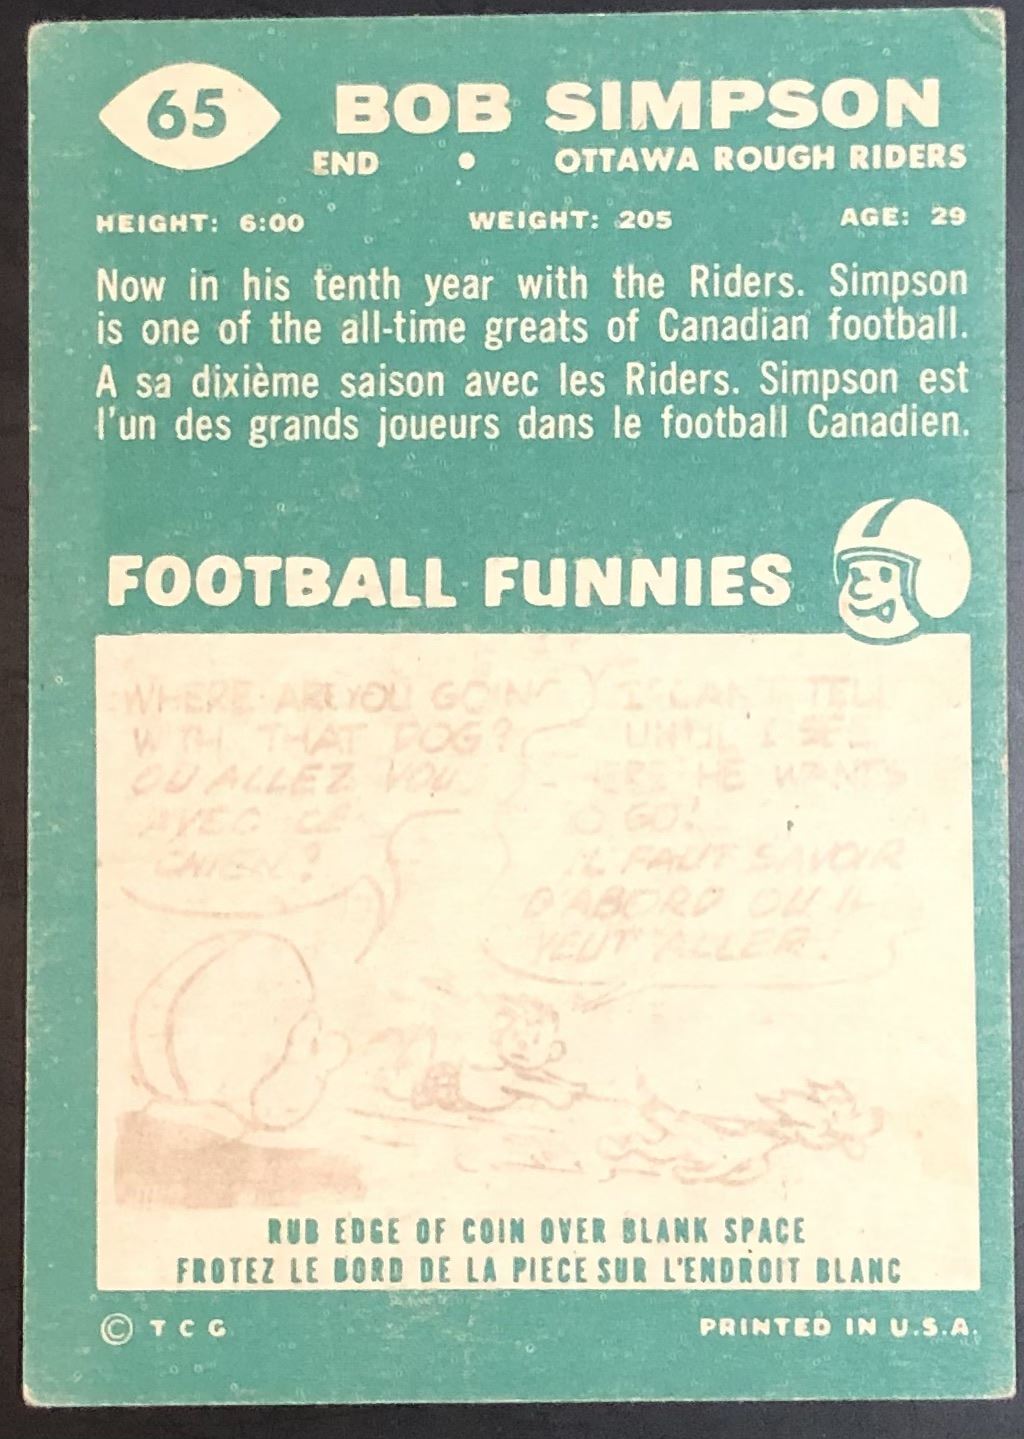 65
BOB SIMPSON
END • OTTAWA ROUGH RIDERS
HEIGHT: 6:00 WEIGHT: 205 AGE: 29
Now in his tenth year with the Riders. Simpson
is one of the all-time greats of Canadian football.
A sa dixième saison avec les Riders. Simpson est
l'un des grands joueurs dans le football Canadien.
FOOTBALL FUNNIES
WHERE ARE YOU GOING
WITH THAT DOG?
OU ALLEZ VOUS
AVEC CE
CHIEN?
I CAN'T TELL
UNTIL I SEE
WHERE HE WANTS
TO GO!
IL FAUT SAVOIR
D'ABORD OU IL
VEUT ALLER!
RUB EDGE OF COIN OVER BLANK SPACE
FROTEZ LE BORD DE LA PIECE SUR L'ENDROIT BLANC
© T C G PRINTED IN U.S.A.